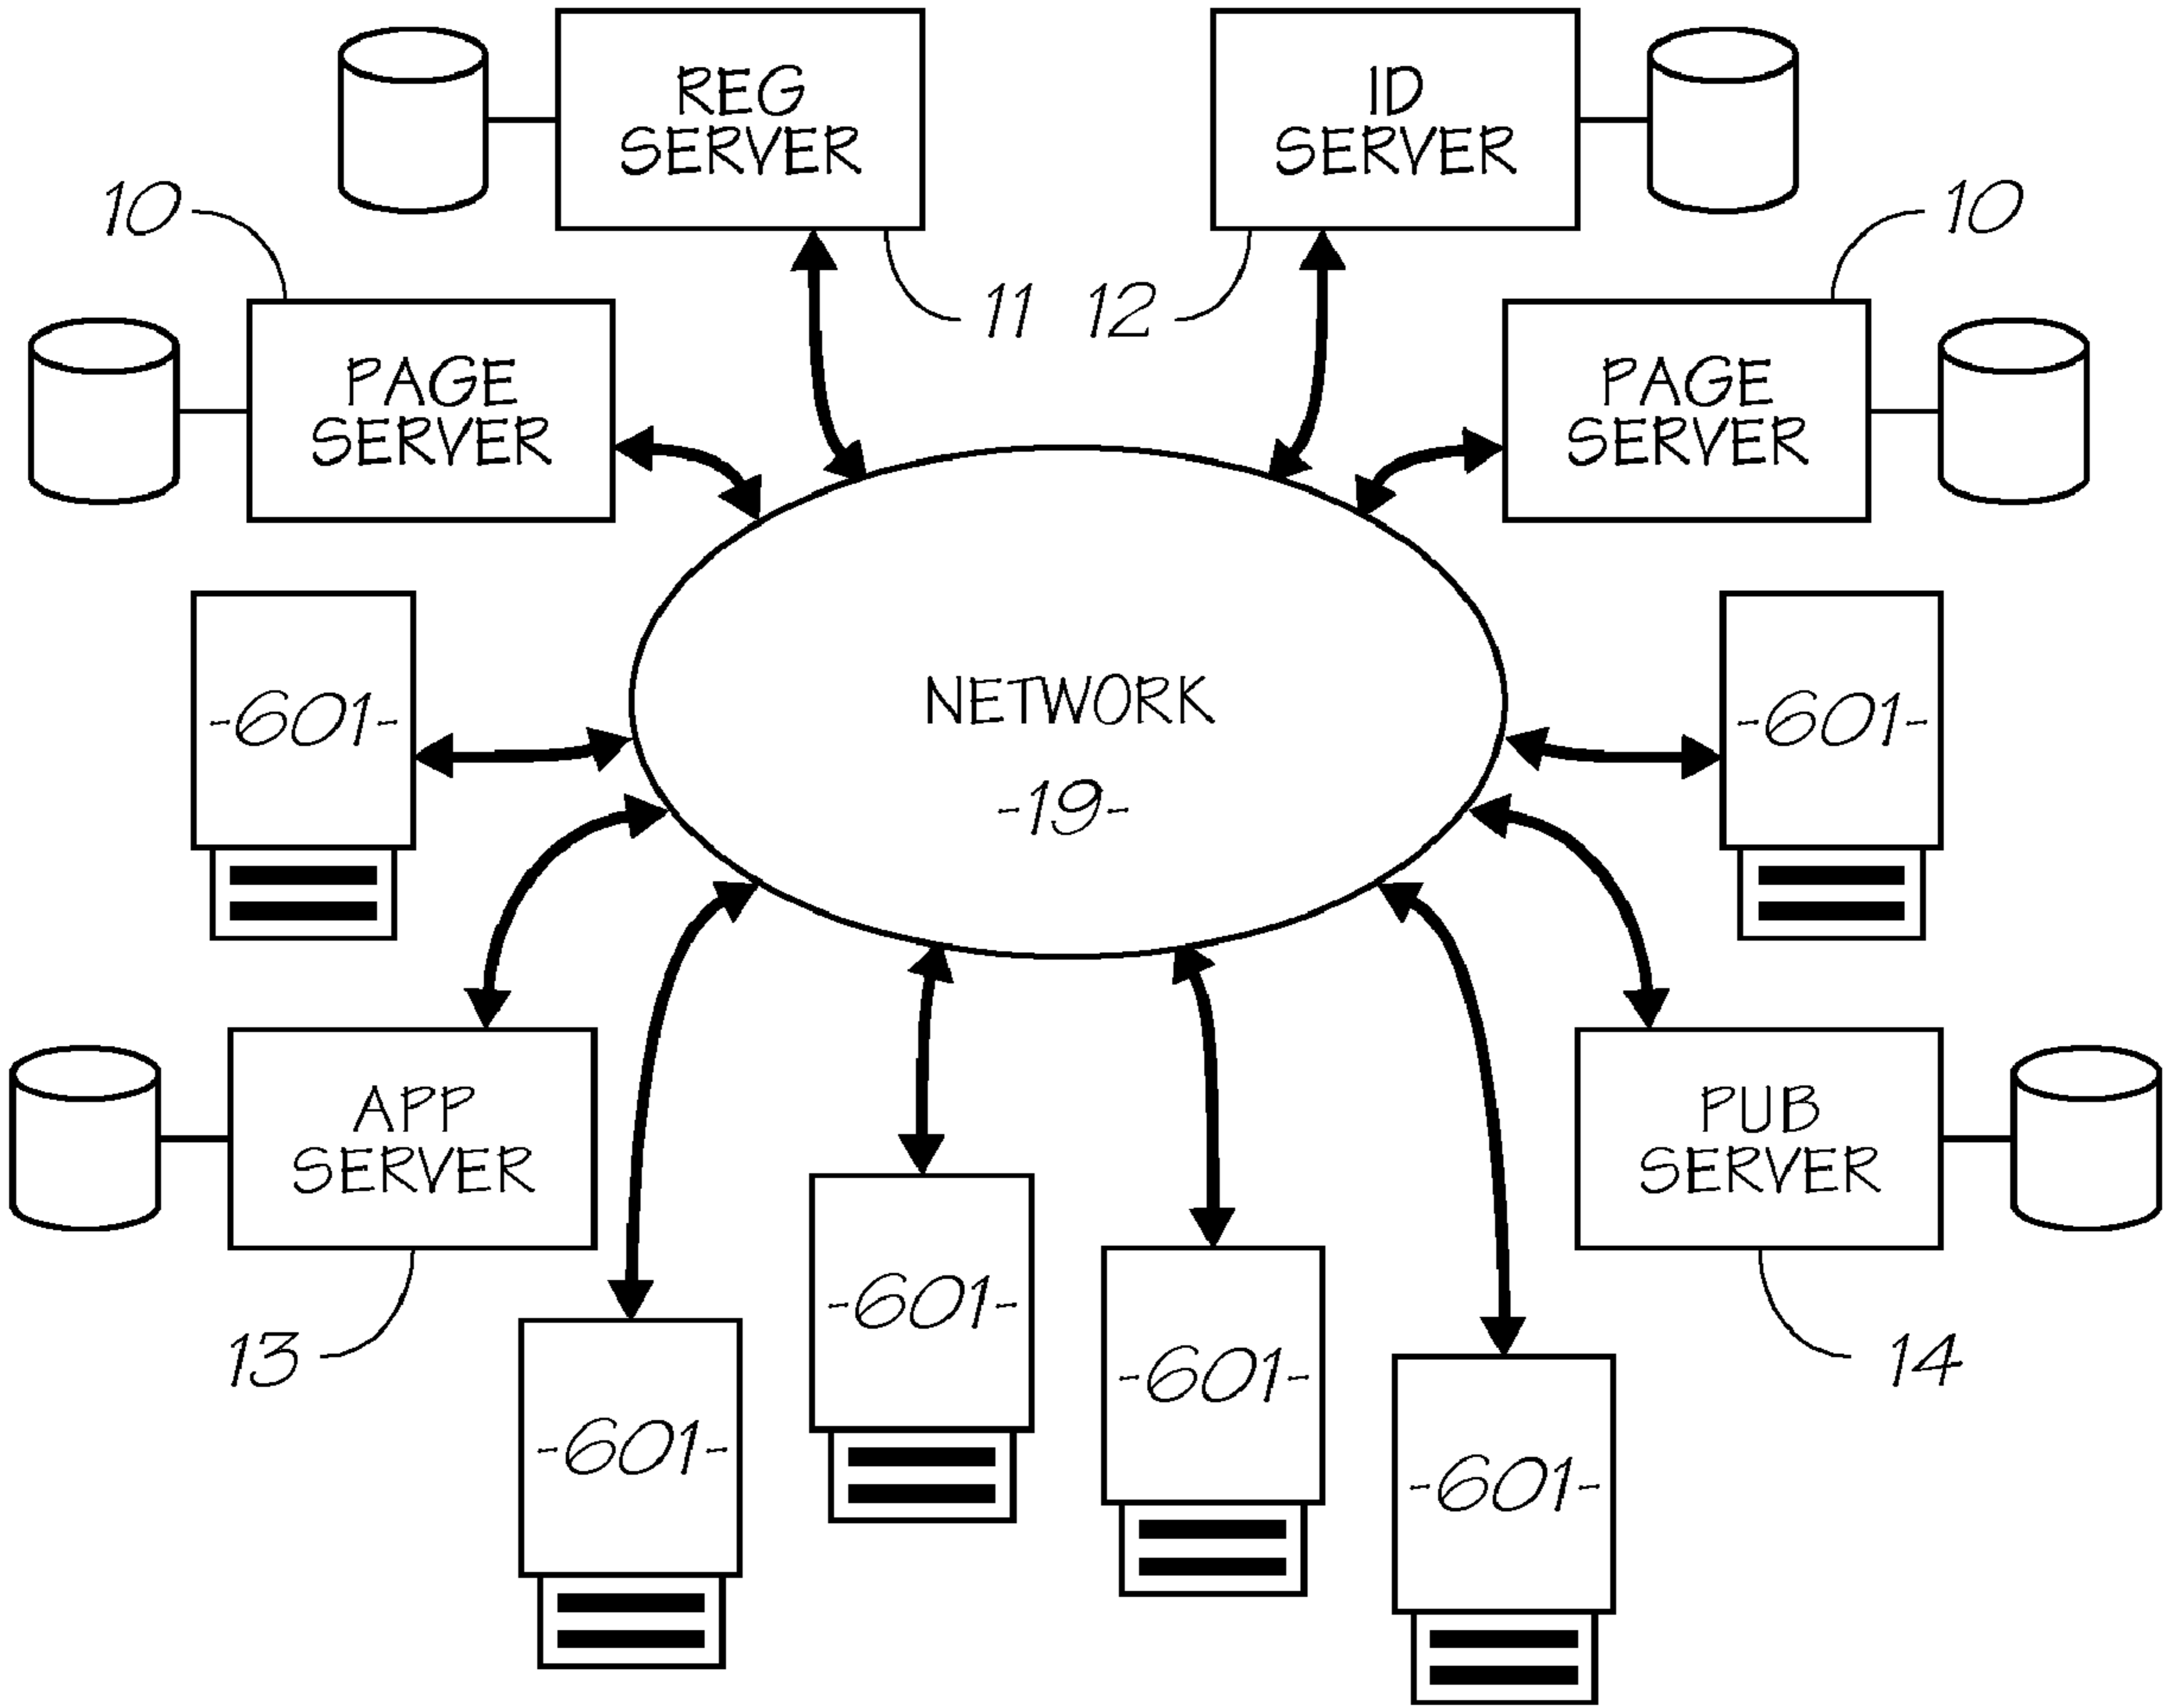 REG
SERVER
ID
SERVER
10
10
11
12
PAGE
SERVER
PAGE
SERVER
-601-
NETWORK
-19-
-601-
APP
SERVER
PUB
SERVER
-601-
-601-
13
14
-601-
-601-